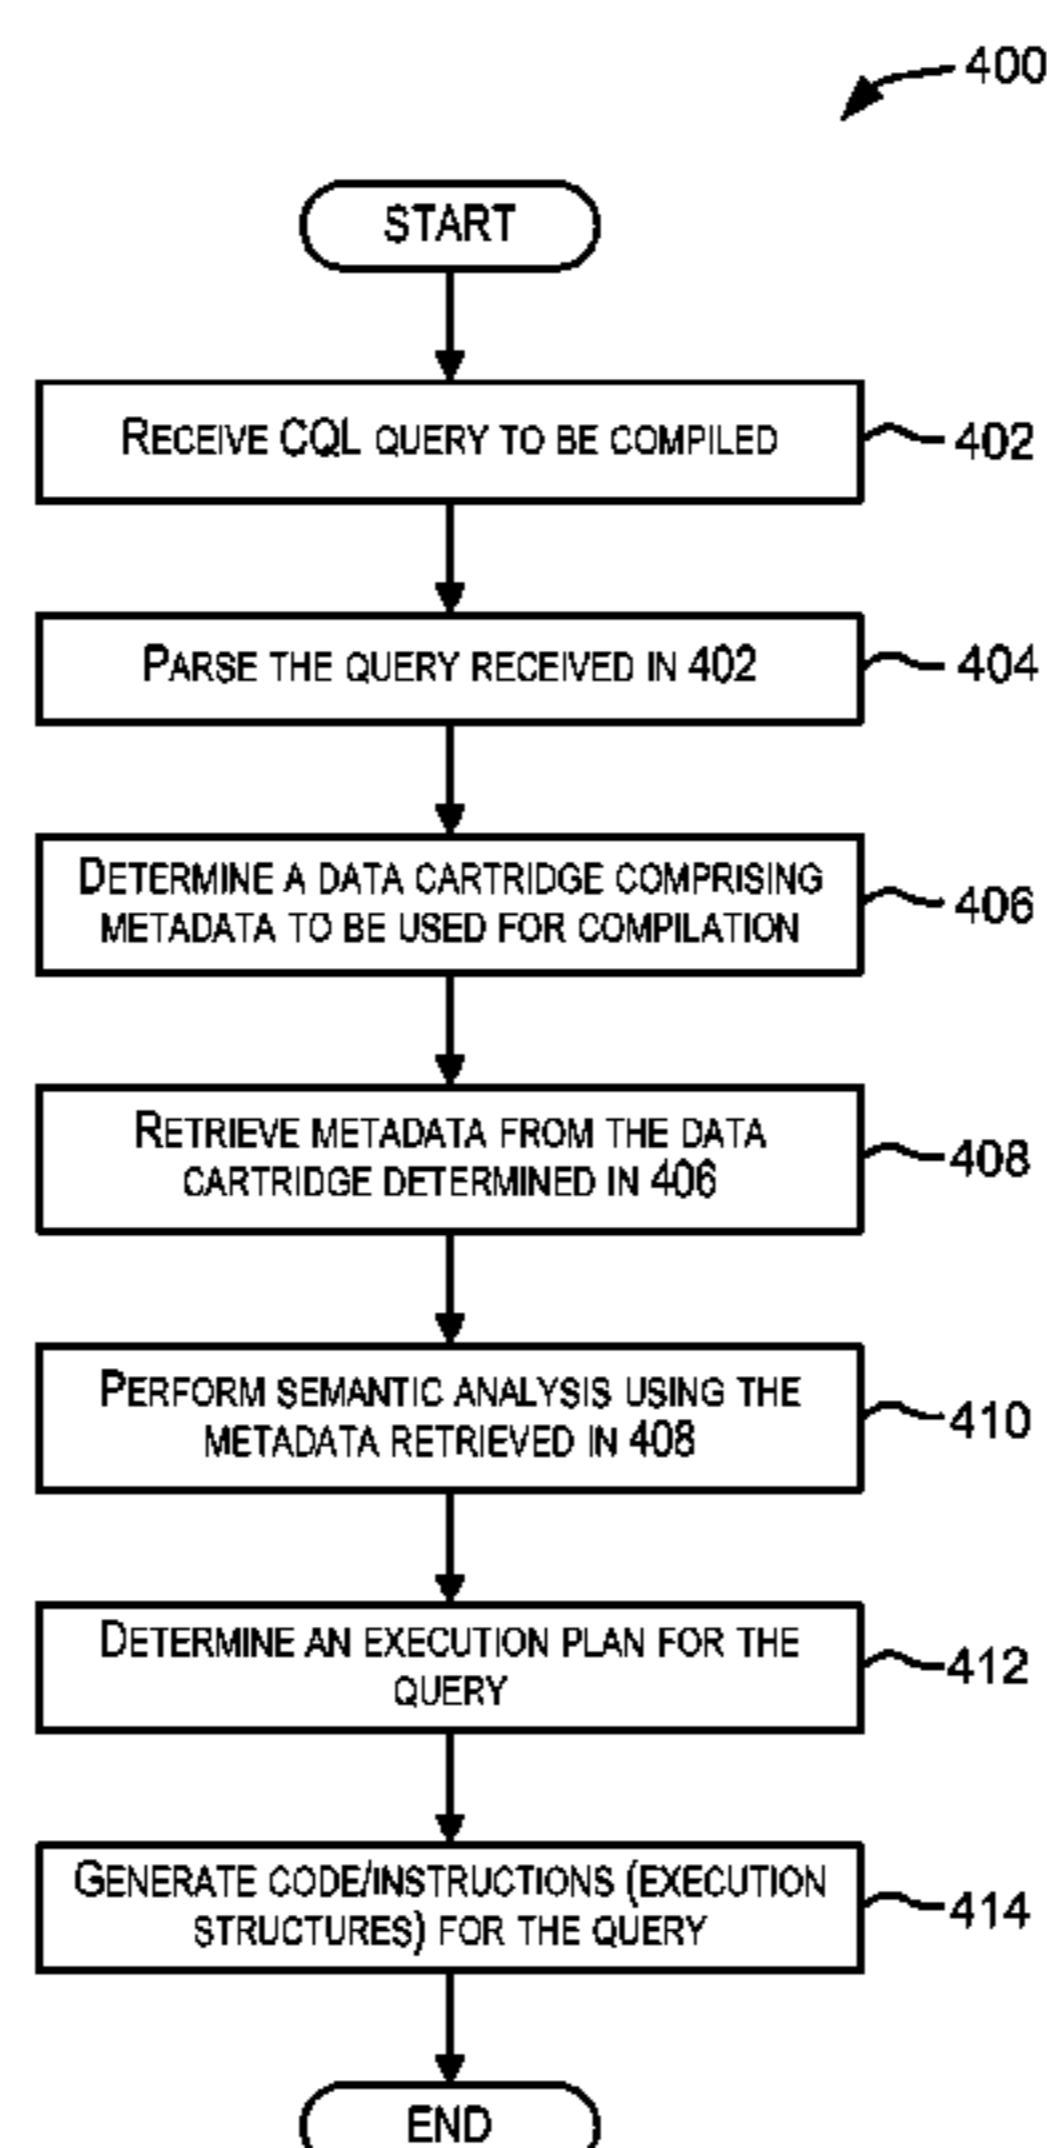 400
START
RECEIVE CQL QUERY TO BE COMPILED
402
PARSE THE QUERY RECEIVED IN 402
404
DETERMINE A DATA CARTRIDGE COMPRISING
METADATA TO BE USED FOR COMPILATION
406
RETRIEVE METADATA FROM THE DATA
CARTRIDGE DETERMINED IN 406
408
PERFORM SEMANTIC ANALYSIS USING THE
METADATA RETRIEVED IN 408
410
DETERMINE AN EXECUTION PLAN FOR THE
QUERY
412
GENERATE CODE/INSTRUCTIONS (EXECUTION
STRUCTURES) FOR THE QUERY
414
END